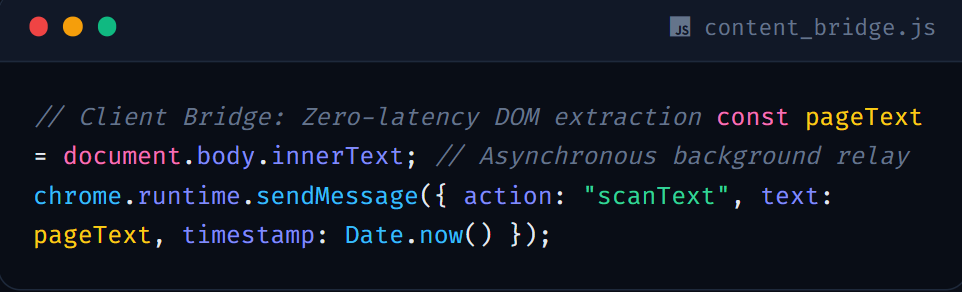 JS content_bridge.js
// Client Bridge: Zero-latency DOM extraction const pageText
= document.body.innerText; // Asynchronous background relay
chrome.runtime.sendMessage({ action: "scanText", text:
pageText, timestamp: Date.now() });